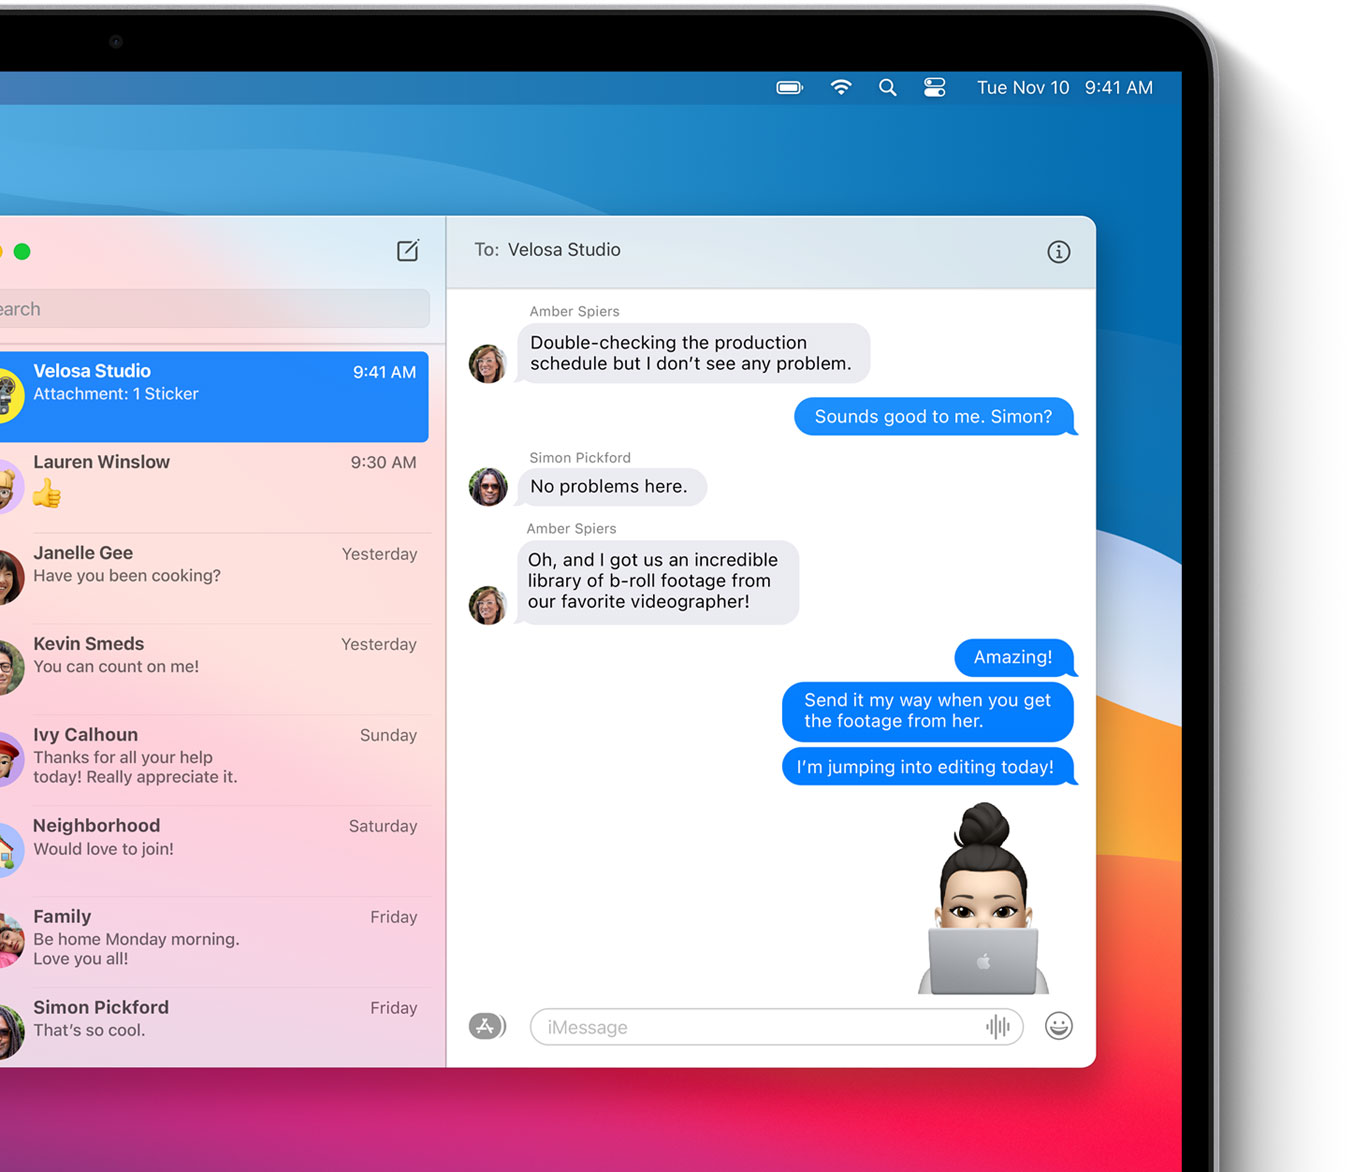 Tue Nov 10 9:41 AM
earch
Velosa Studio 9:41 AM
Attachment: 1 Sticker
Lauren Winslow 9:30 AM
Janelle Gee Yesterday
Have you been cooking?
Kevin Smeds Yesterday
You can count on me!
Ivy Calhoun Sunday
Thanks for all your help
today! Really appreciate it.
Neighborhood Saturday
Would love to join!
Family Friday
Be home Monday morning.
Love you all!
Simon Pickford Friday
That's so cool.
To: Velosa Studio
Amber Spiers
Double-checking the production
schedule but I don't see any problem.
Sounds good to me. Simon?
Simon Pickford
No problems here.
Amber Spiers
Oh, and I got us an incredible
library of b-roll footage from
our favorite videographer!
Amazing!
Send it my way when you get
the footage from her.
I'm jumping into editing today!
iMessage